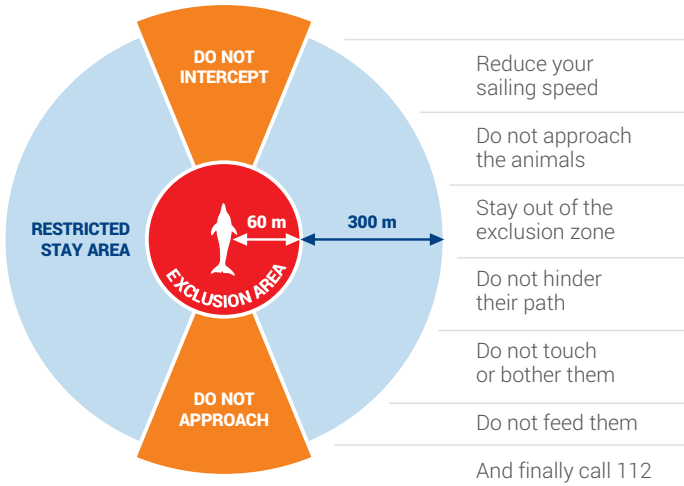 DO NOT
INTERCEPT
RESTRICTED
STAY AREA
60 m
300 m
EXCLUSION AREA
DO NOT
APPROACH
Reduce your
sailing speed
Do not approach
the animals
Stay out of the
exclusion zone
Do not hinder
their path
Do not touch
or bother them
Do not feed them
And finally call 112